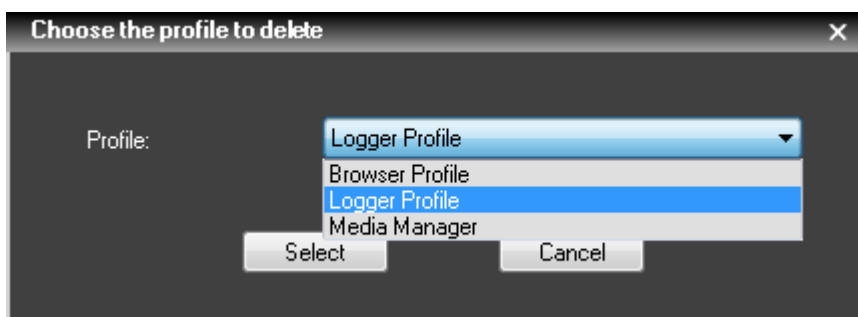 Choose the profile to delete
Profile: Logger Profile
Browser Profile
Logger Profile
Media Manager
Select Cancel